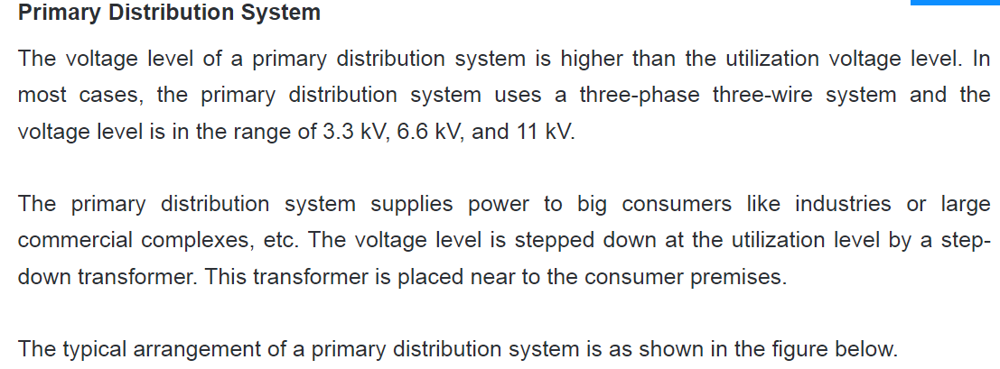 Primary Distribution System
The voltage level of a primary distribution system is higher than the utilization voltage level. In
most cases, the primary distribution system uses a three-phase three-wire system and the
voltage level is in the range of 3.3 kV, 6.6 kV, and 11 kV.
The primary distribution system supplies power to big consumers like industries or large
commercial complexes, etc. The voltage level is stepped down at the utilization level by a step-
down transformer. This transformer is placed near to the consumer premises.
The typical arrangement of a primary distribution system is as shown in the figure below.